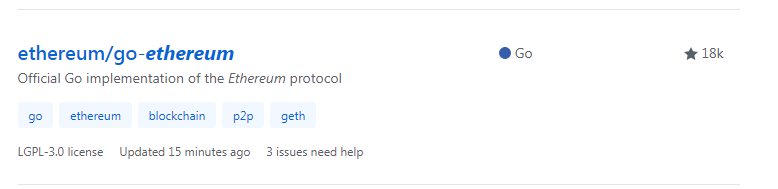 ethereum/go-ethereum Go 18k
Official Go implementation of the Ethereum protocol
go ethereum blockchain p2p geth
LGPL-3.0 license Updated 15 minutes ago 3 issues need help